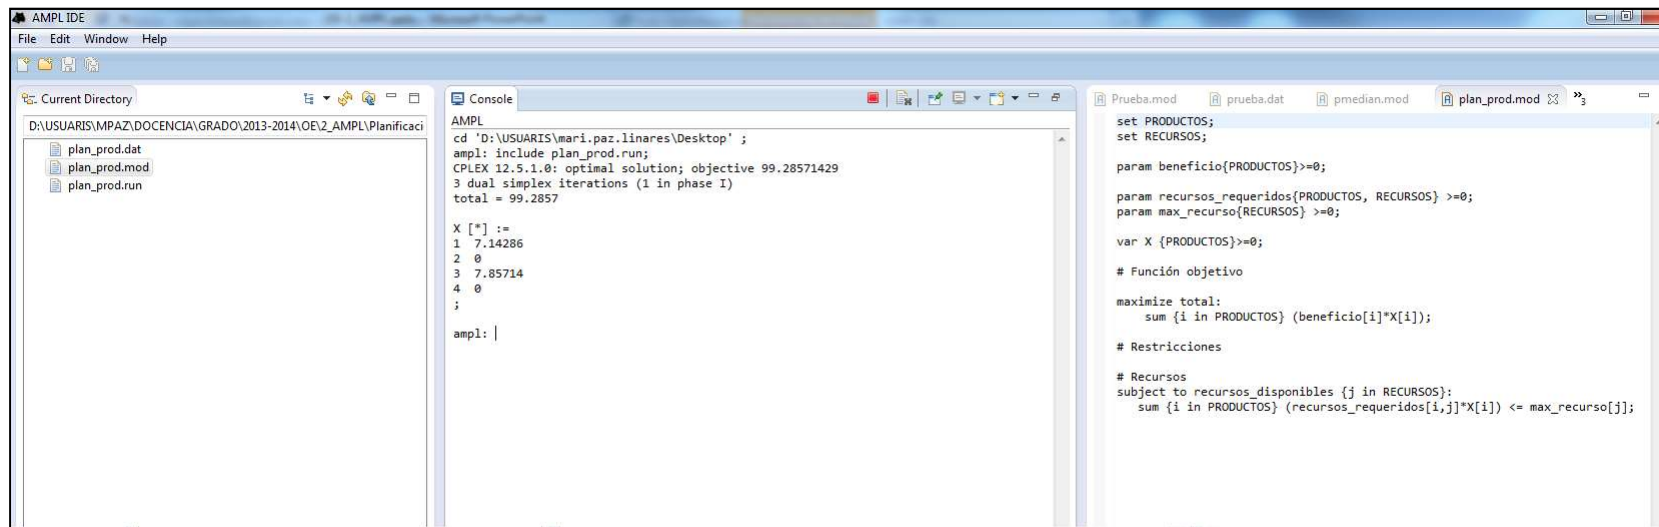 AMPL IDE
File Edit Window Help
Current Directory
D:\USUARIS\MPAZ\DOCENCIA\GRADO\2013-2014\OE\2_AMPL\Planificaci
plan_prod.dat
plan_prod.mod
plan_prod.run
Console
AMPL
cd 'D:\USUARIS\mari.paz.linares\Desktop' ;
ampl: include plan_prod.run;
CPLEX 12.5.1.0: optimal solution; objective 99.28571429
3 dual simplex iterations (1 in phase I)
total = 99.2857
X [*] :=
1 7.14286
2 0
3 7.85714
4 0
;
ampl:
Prueba.mod prueba.dat pmedian.mod plan_prod.mod »3
set PRODUCTOS;
set RECURSOS;
param beneficio{PRODUCTOS}>=0;
param recursos_requeridos{PRODUCTOS, RECURSOS} >=0;
param max_recurso{RECURSOS} >=0;
var X {PRODUCTOS}>=0;
# Función objetivo
maximize total:
sum {i in PRODUCTOS} (beneficio[i]*X[i]);
# Restricciones
# Recursos
subject to recursos_disponibles {j in RECURSOS}:
sum {i in PRODUCTOS} (recursos_requeridos[i,j]*X[i]) <= max_recurso[j];